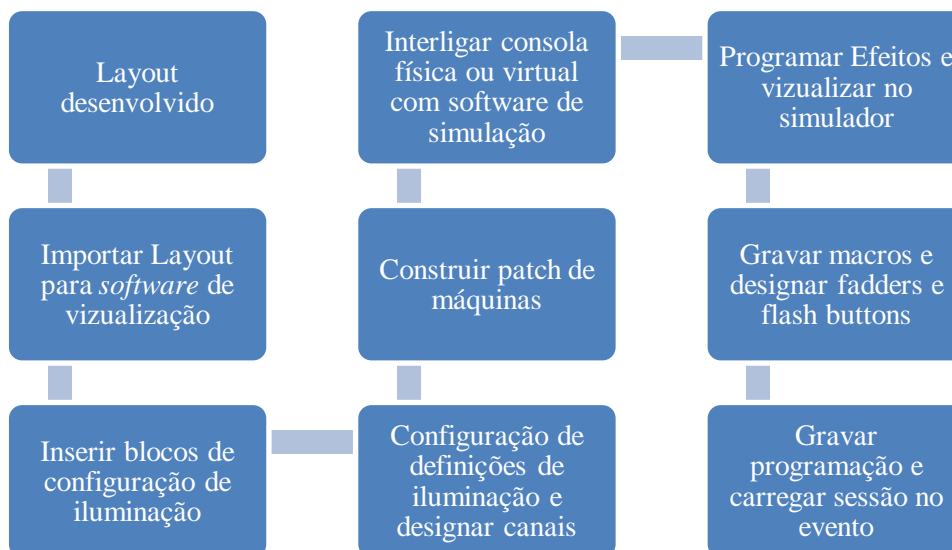 Layout
desenvolvido
Importar Layout
para software de
vizualização
Inserir blocos de
configuração de
iluminação
Configuração de
definições de
iluminação e
designar canais
Construir patch de
máquinas
Interligar consola
física ou virtual
com software de
simulação
Programar Efeitos e
vizualizar no
simulador
Gravar macros e
designar fadders e
flash buttons
Gravar
programação e
carregar sessão no
evento